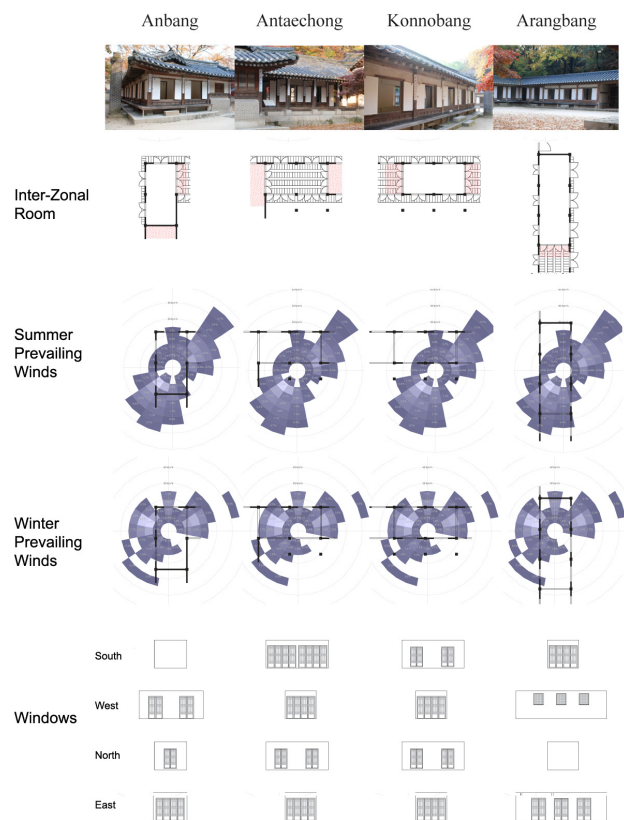 Anbang Antaechong Konnobang Arangbang
Inter-Zonal
Room
Summer
Prevailing
Winds
Winter
Prevailing
Winds
Windows
South
West
North
East